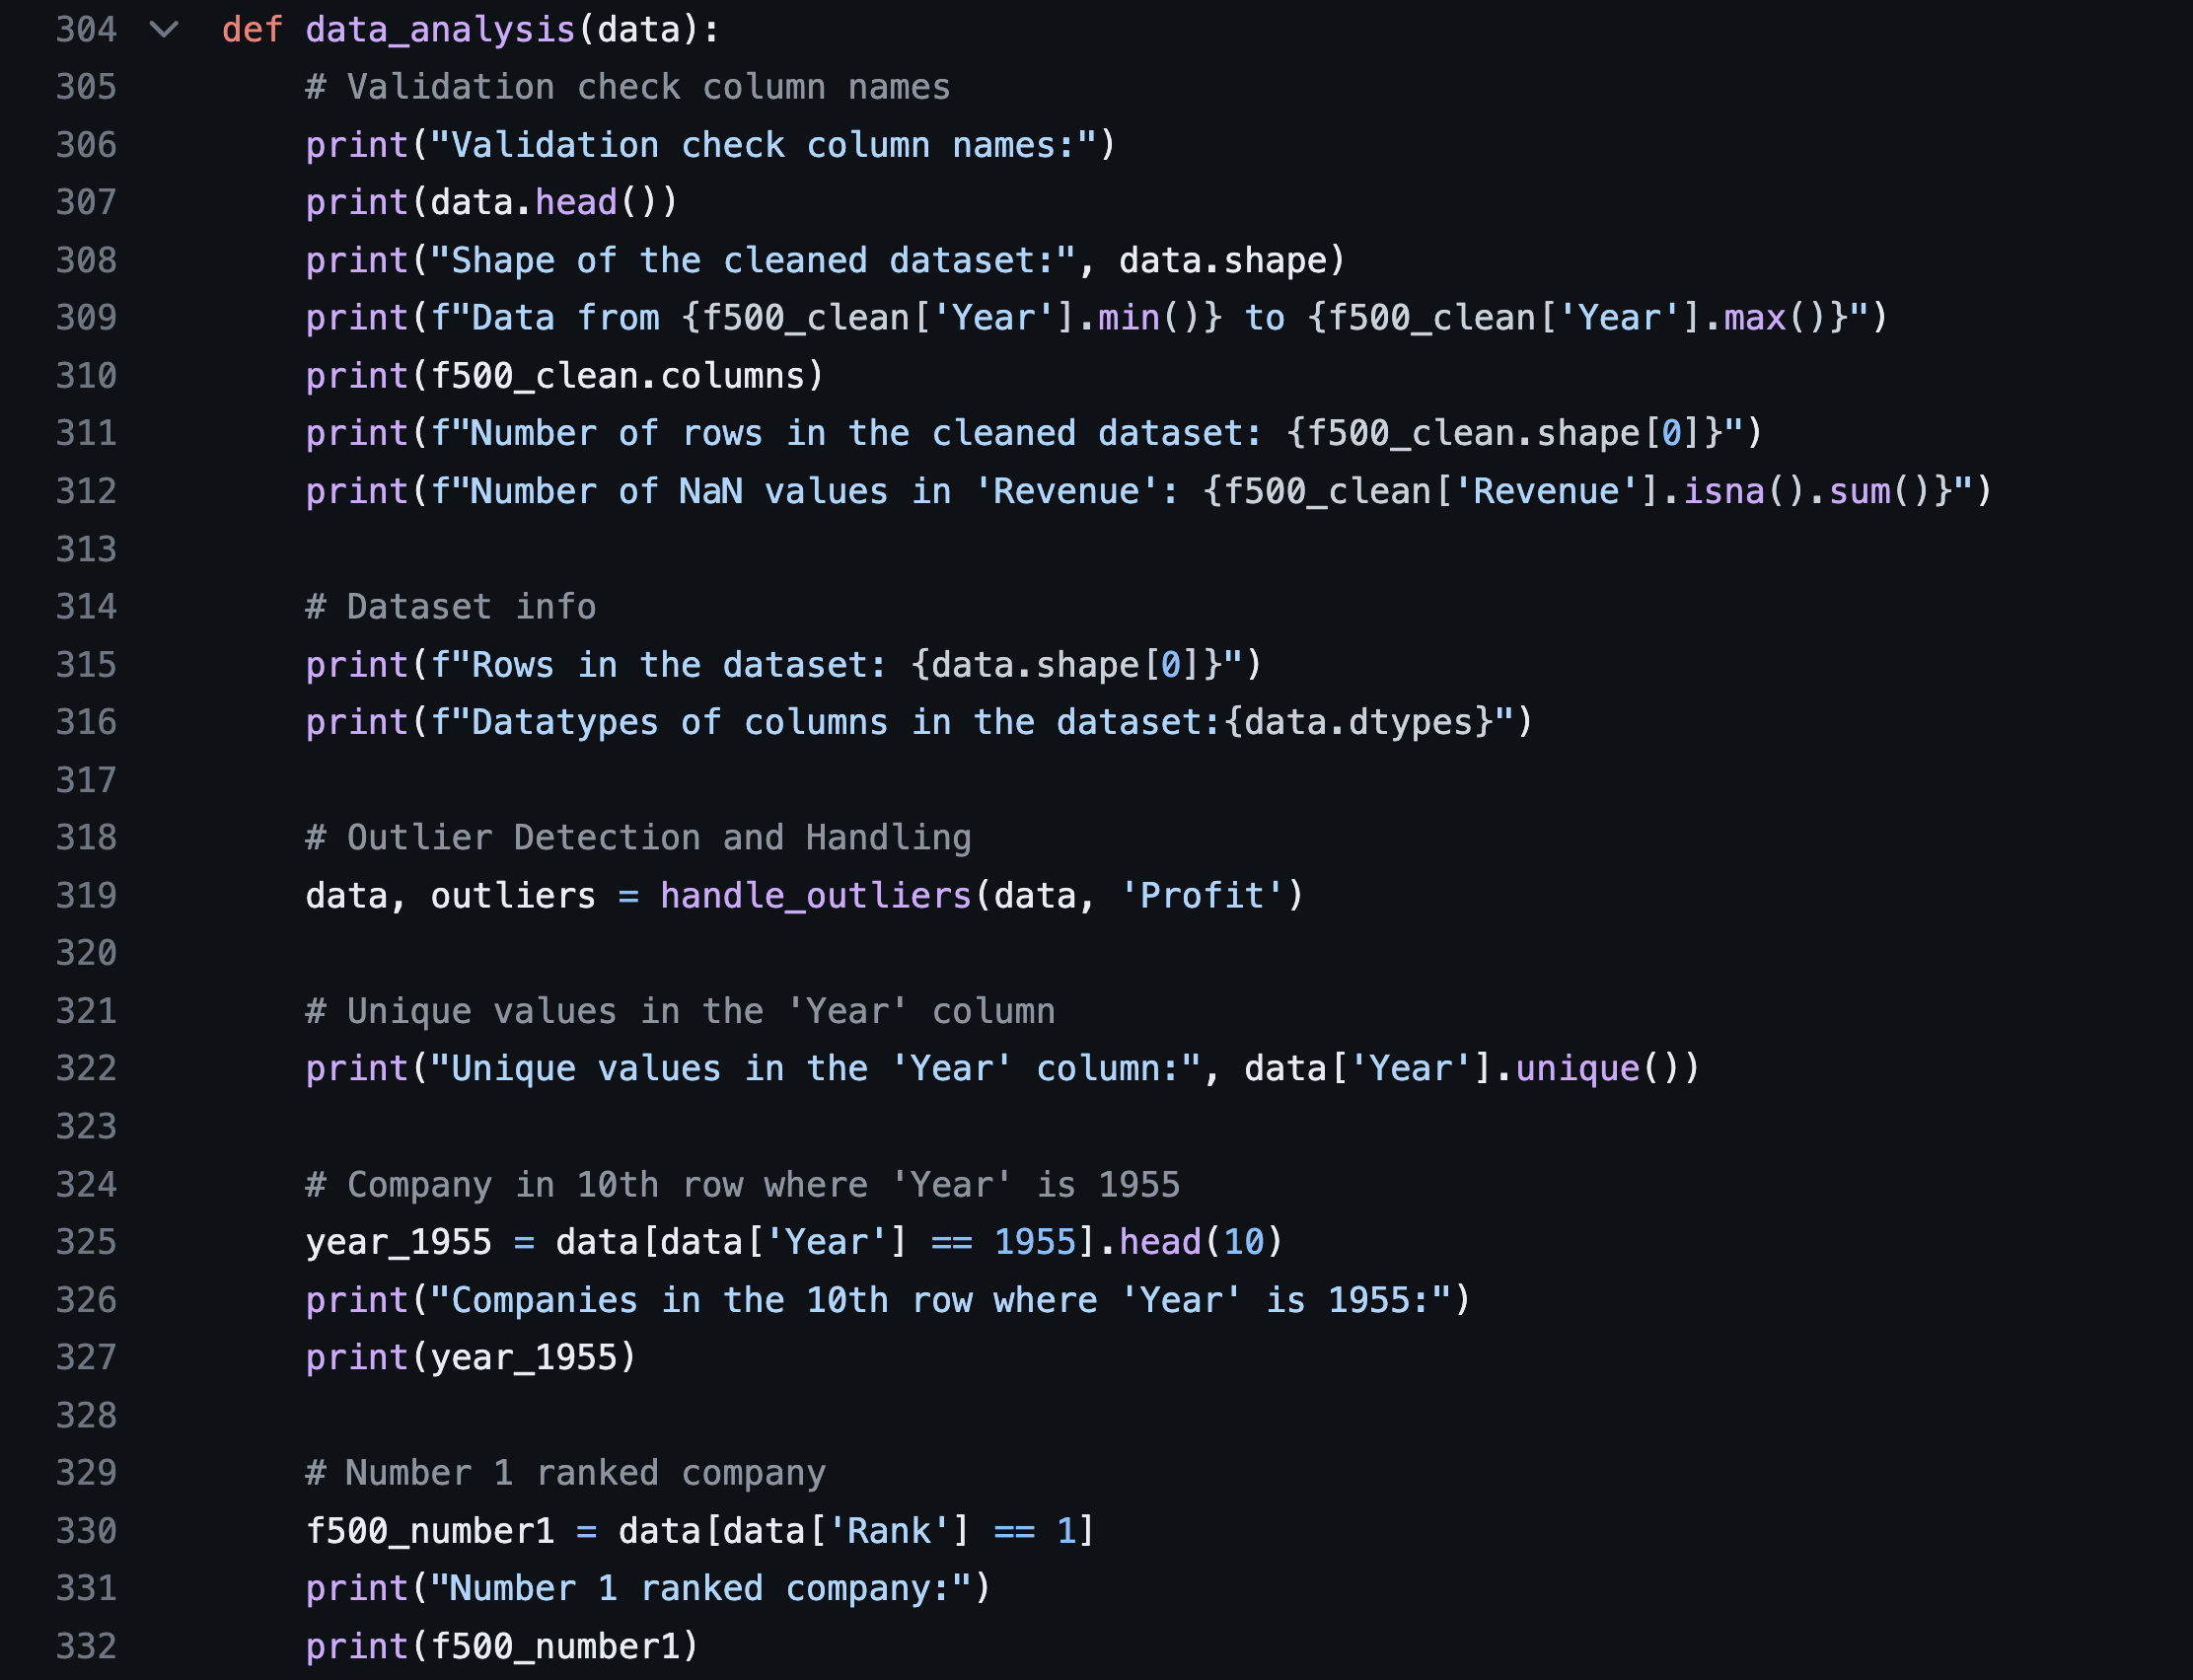 304 def data_analysis(data):
305 # Validation check column names
306 print("Validation check column names:")
307 print(data.head())
308 print("Shape of the cleaned dataset:", data.shape)
309 print(f"Data from {f500_clean['Year'].min()} to {f500_clean['Year'].max()}")
310 print(f500_clean.columns)
311 print(f"Number of rows in the cleaned dataset: {f500_clean.shape[0]}")
312 print(f"Number of NaN values in 'Revenue': {f500_clean['Revenue'].isna().sum()}")
313
314 # Dataset info
315 print(f"Rows in the dataset: {data.shape[0]}")
316 print(f"Datatypes of columns in the dataset:{data.dtypes}")
317
318 # Outlier Detection and Handling
319 data, outliers = handle_outliers(data, 'Profit')
320
321 # Unique values in the 'Year' column
322 print("Unique values in the 'Year' column:", data['Year'].unique())
323
324 # Company in 10th row where 'Year' is 1955
325 year_1955 = data[data['Year'] == 1955].head(10)
326 print("Companies in the 10th row where 'Year' is 1955:")
327 print(year_1955)
328
329 # Number 1 ranked company
330 f500_number1 = data[data['Rank'] == 1]
331 print("Number 1 ranked company:")
332 print(f500_number1)